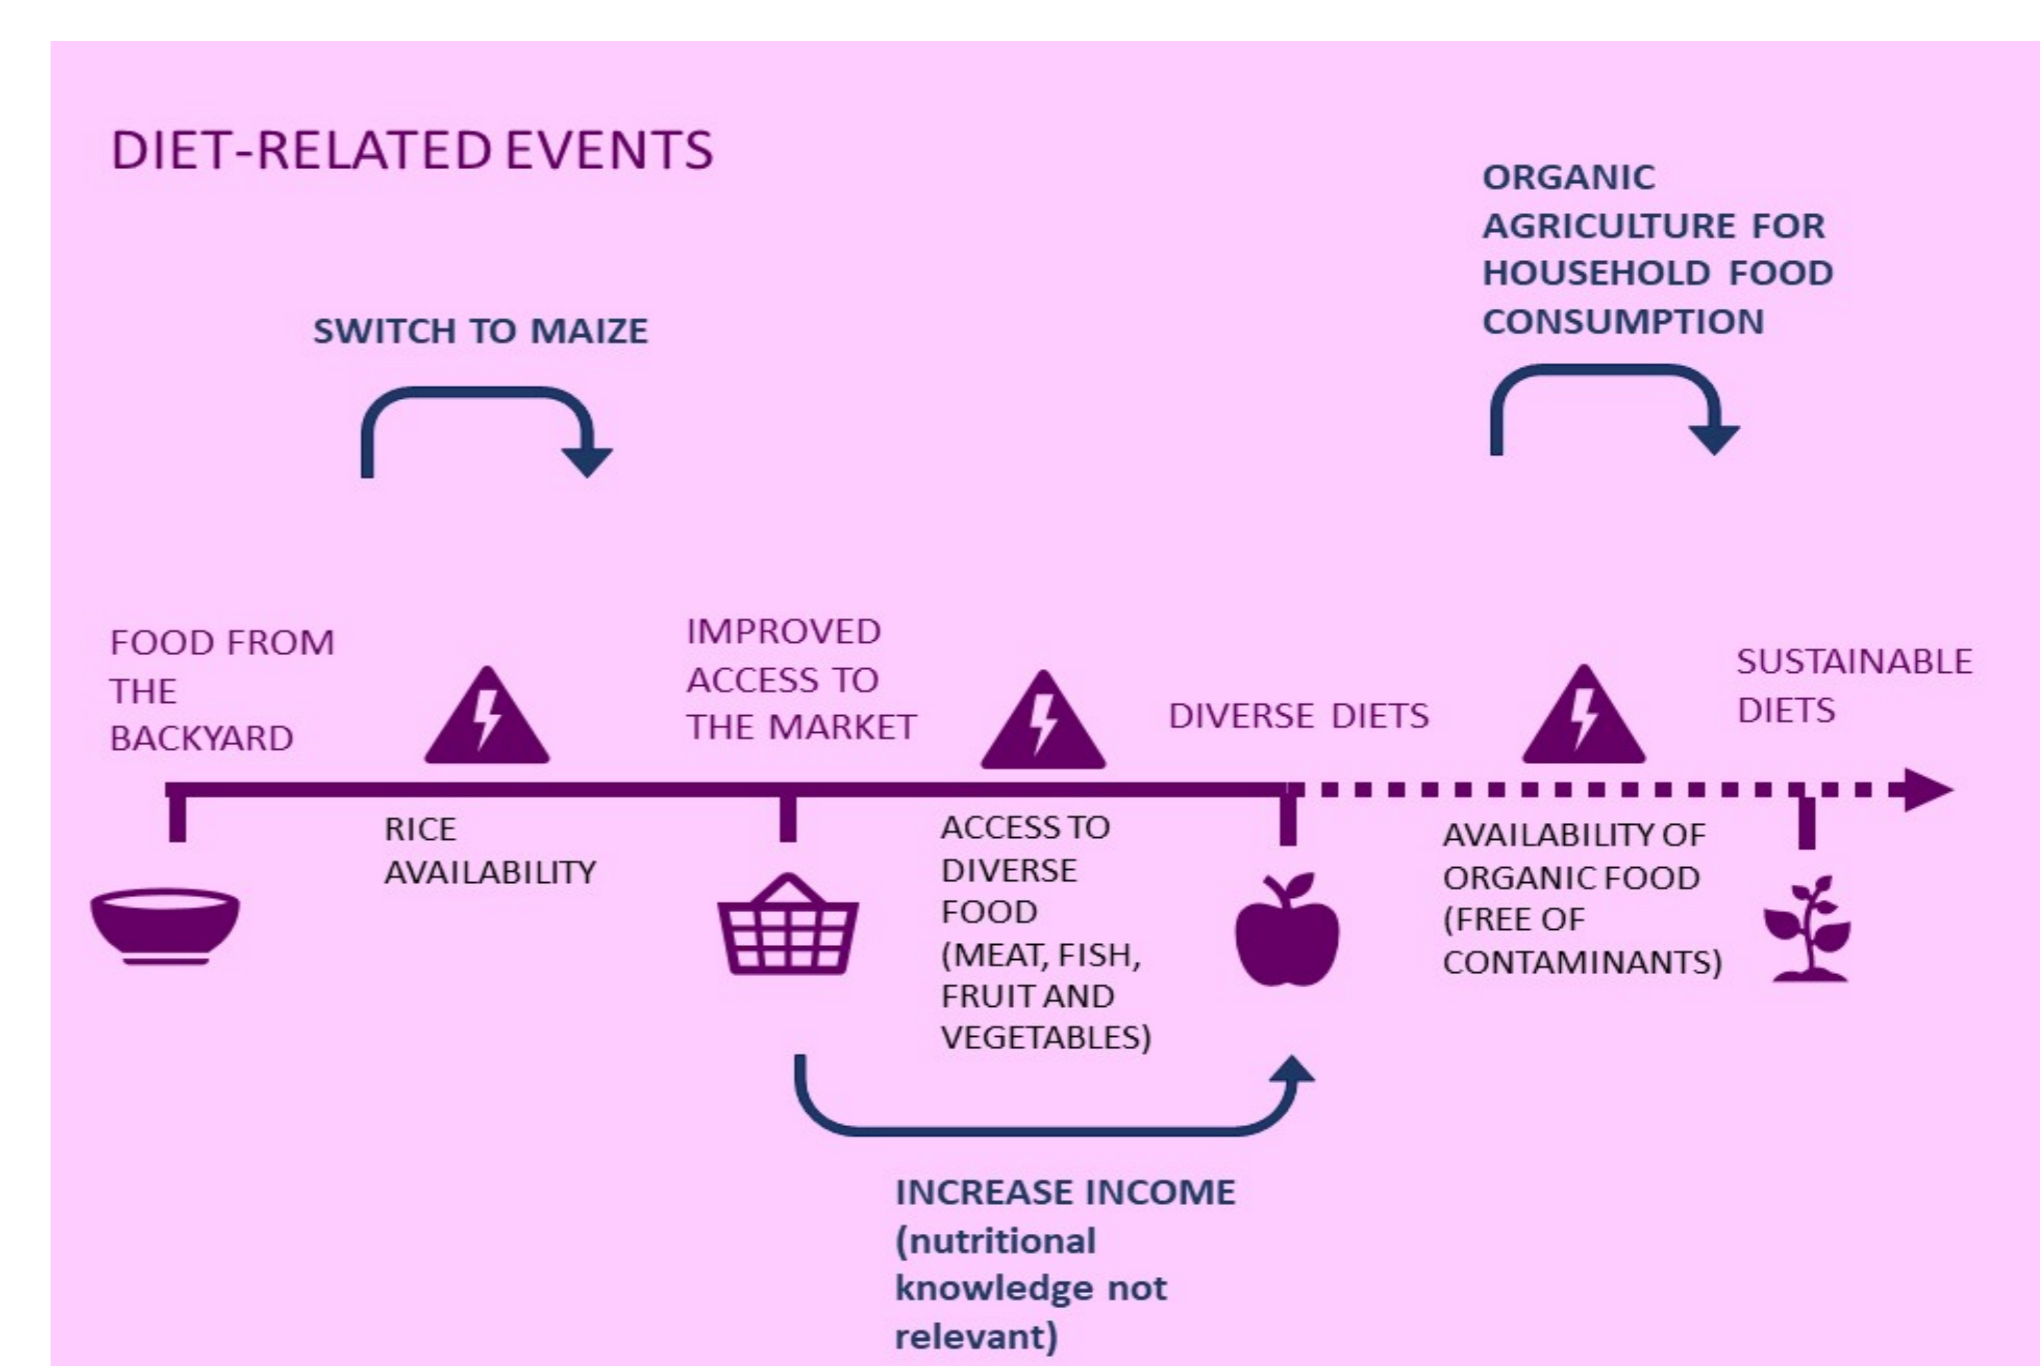 DIET-RELATED EVENTS
ORGANIC
AGRICULTURE FOR
HOUSEHOLD FOOD
CONSUMPTION
SWITCH TO MAIZE
FOOD FROM
THE
BACKYARD
IMPROVED
ACCESS TO
THE MARKET
DIVERSE DIETS
SUSTAINABLE
DIETS
RICE
AVAILABILITY
ACCESS TO
DIVERSE
FOOD
(MEAT, FISH,
FRUIT AND
VEGETABLES)
AVAILABILITY OF
ORGANIC FOOD
(FREE OF
CONTAMINANTS)
INCREASE INCOME
(nutritional
knowledge not
relevant)